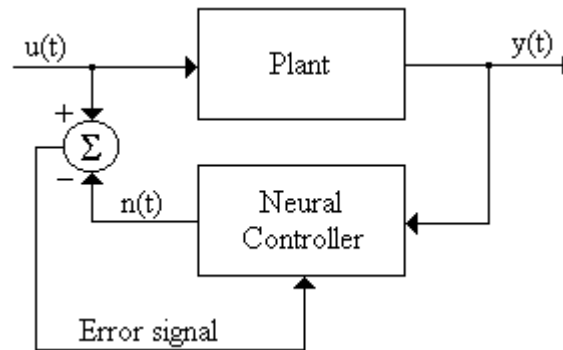 u(t)
Plant
y(t)
+
Σ
−
n(t)
Neural
Controller
Error signal